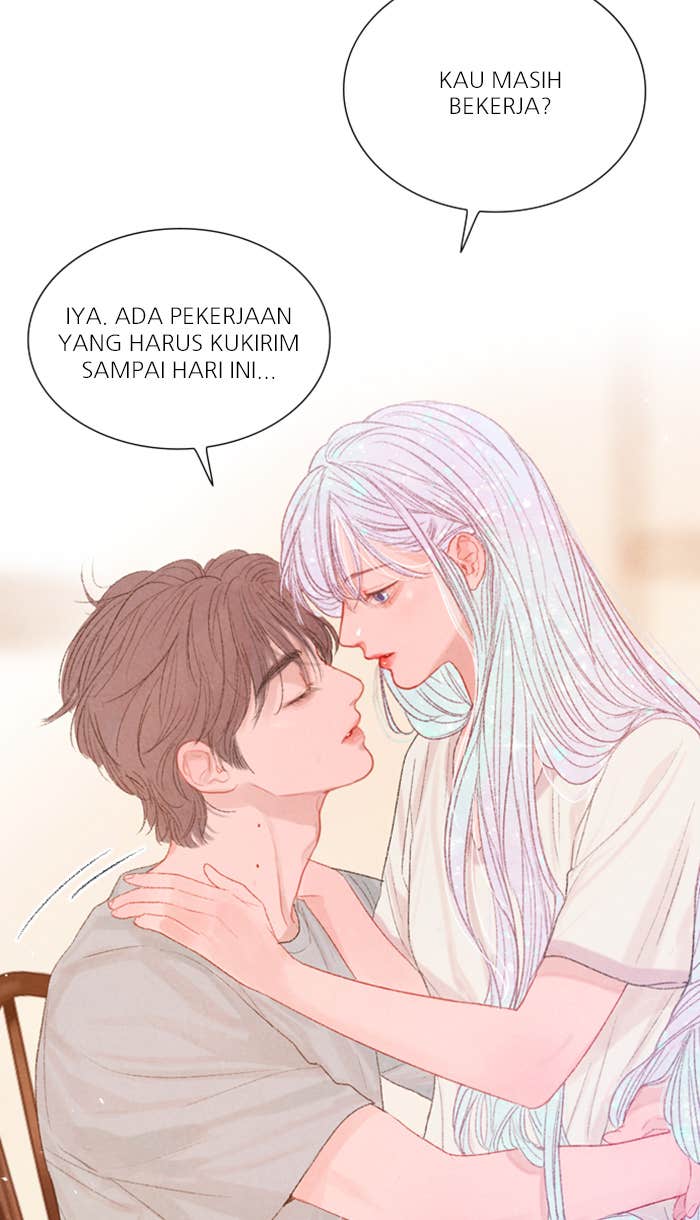 KAU MASIH
BEKERJA?
IYA. ADA PEKERJAAN
YANG HARUS KUKIRIM
SAMPAI HARI INI...